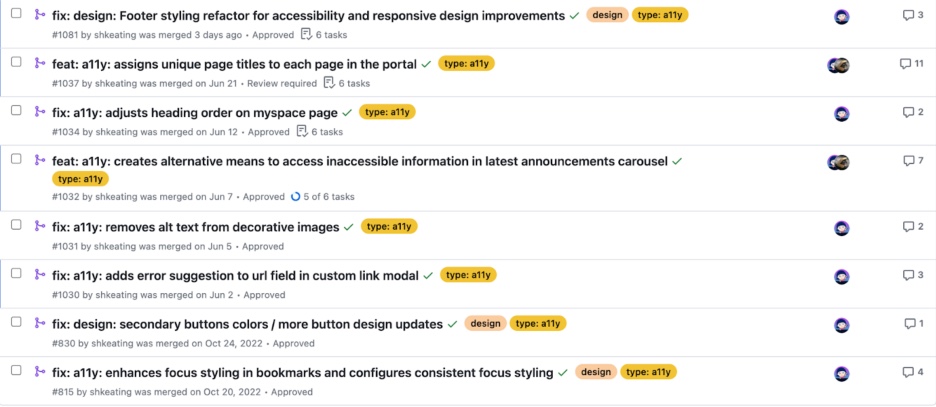 fix: design: Footer styling refactor for accessibility and responsive design improvements design type: a11y 3
#1081 by shkeating was merged 3 days ago • Approved 6 tasks
feat: a11y: assigns unique page titles to each page in the portal type: a11y 11
#1037 by shkeating was merged on Jun 21 • Review required 6 tasks
fix: a11y: adjusts heading order on myspace page type: a11y 2
#1034 by shkeating was merged on Jun 12 • Approved 6 tasks
feat: a11y: creates alternative means to access inaccessible information in latest announcements carousel 7
type: a11y
#1032 by shkeating was merged on Jun 7 • Approved 5 of 6 tasks
fix: a11y: removes alt text from decorative images type: a11y 2
#1031 by shkeating was merged on Jun 5 • Approved
fix: a11y: adds error suggestion to url field in custom link modal type: a11y 3
#1030 by shkeating was merged on Jun 2 • Approved
fix: design: secondary buttons colors / more button design updates design type: a11y 1
#830 by shkeating was merged on Oct 24, 2022 • Approved
fix: a11y: enhances focus styling in bookmarks and configures consistent focus styling design type: a11y 4
#815 by shkeating was merged on Oct 20, 2022 • Approved